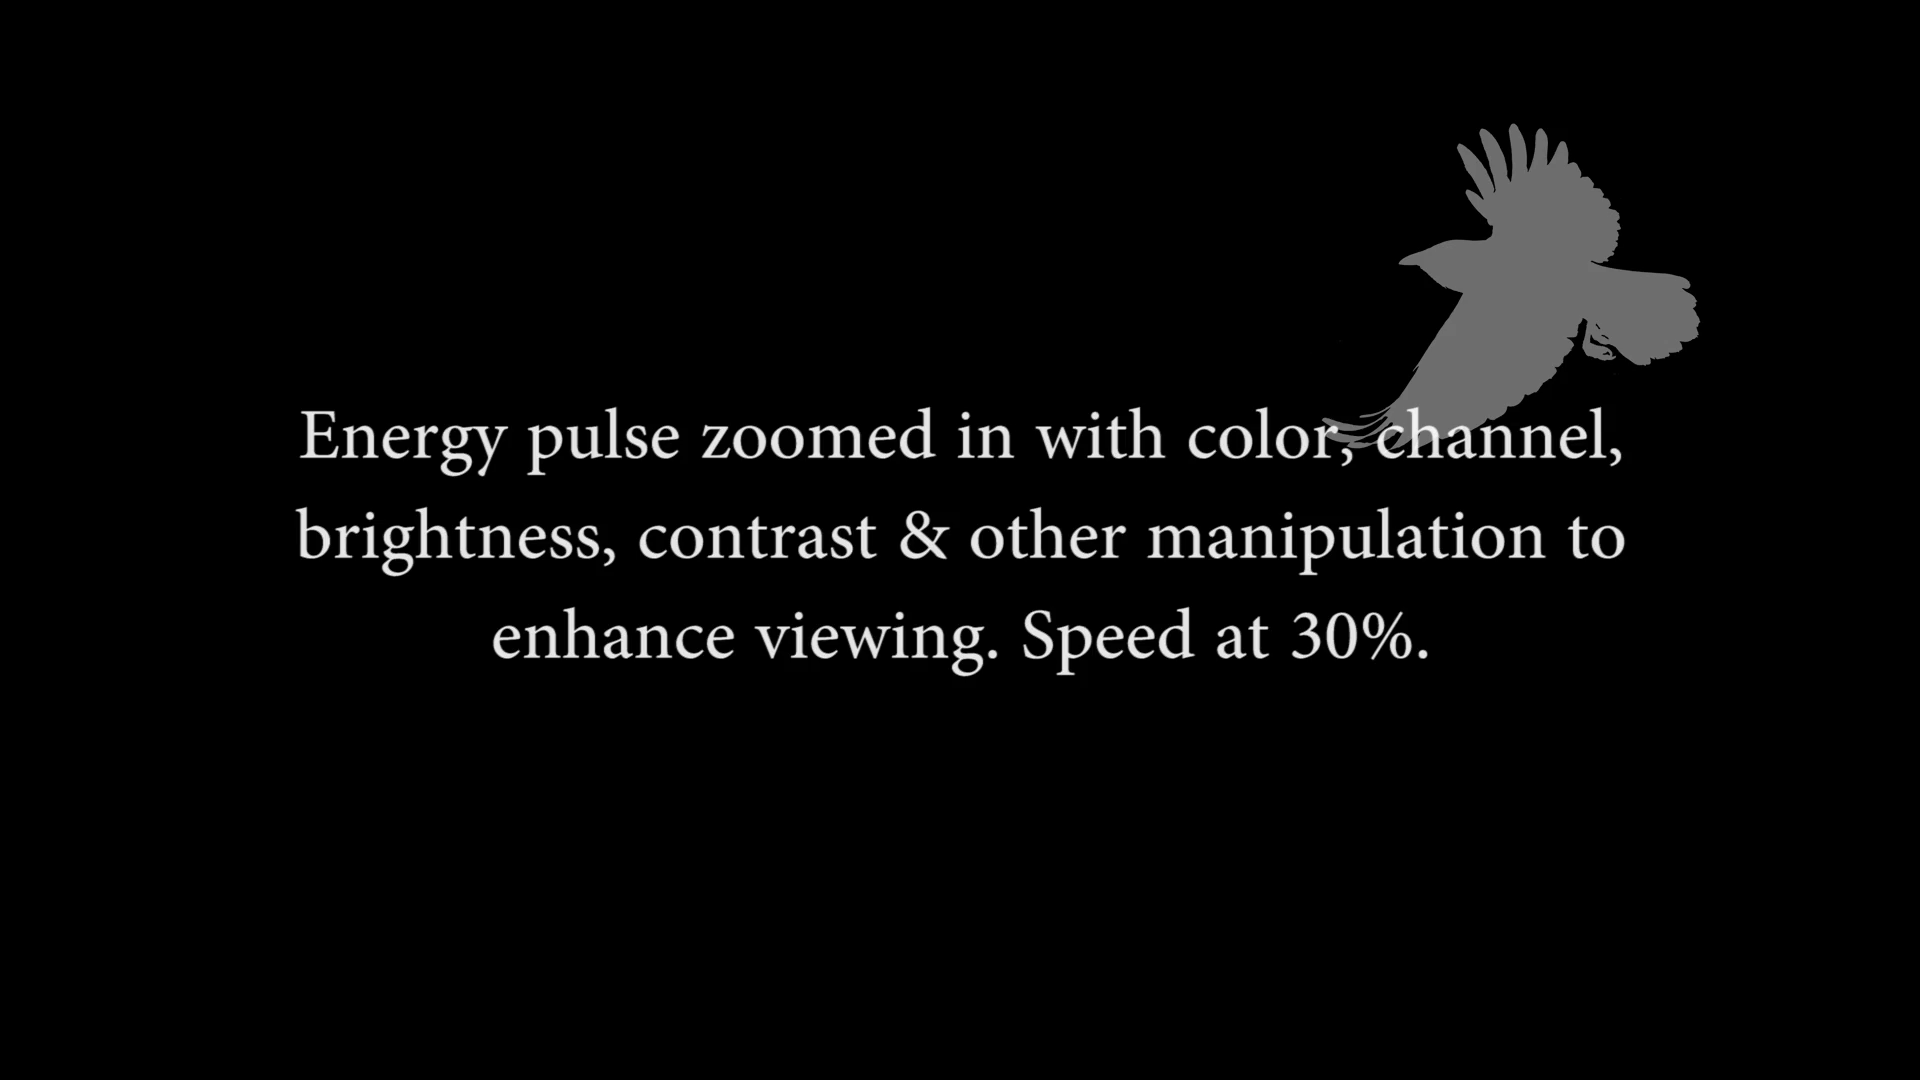 Energy pulse zoomed in with color, channel,
brightness, contrast & other manipulation to
enhance viewing. Speed at 30%.